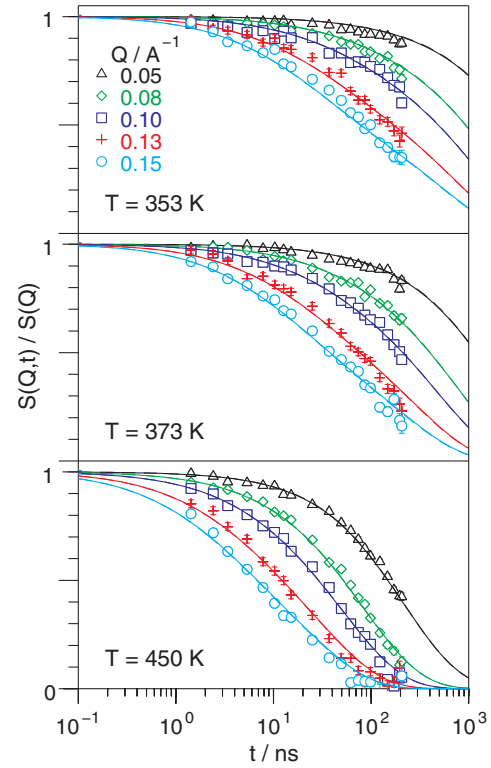 1
Q / A⁻¹
0.05
0.08
0.10
0.13
0.15
T = 353 K
1
T = 373 K
S(Q,t) / S(Q)
1
T = 450 K
0
10⁻¹ 10⁰ 10¹ 10² 10³
t / ns